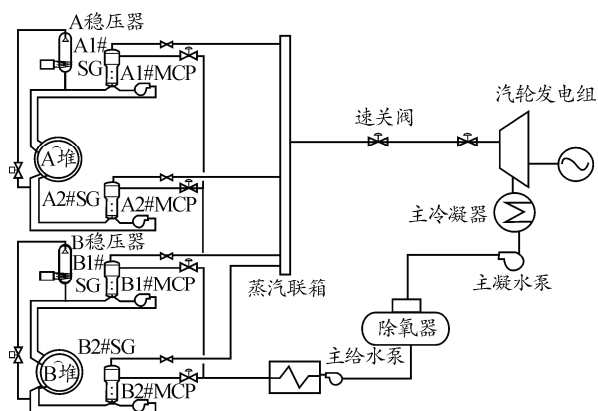 A稳压器
A1#
SG
A1#MCP
A堆
A2#SG
A2#MCP
B稳压器
B1#
SG
B1#MCP
B2#SG
B堆
B2#MCP
蒸汽联箱
速关阀
汽轮发电组
主冷凝器
主凝水泵
除氧器
主给水泵